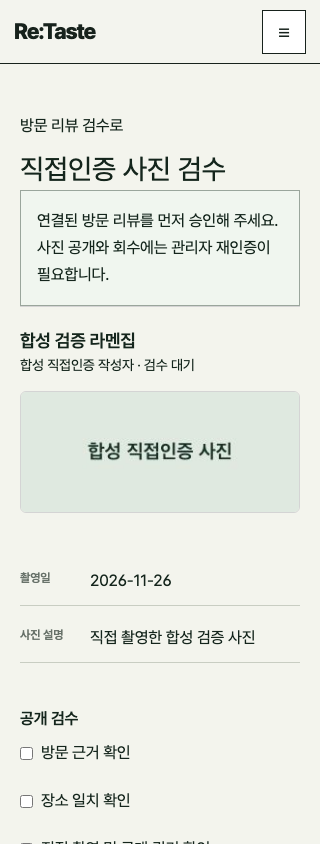 Re:Taste
방문 리뷰 검수로
직접인증 사진 검수
연결된 방문 리뷰를 먼저 승인해 주세요.
사진 공개와 회수에는 관리자 재인증이
필요합니다.
합성 검증 라멘집
합성 직접인증 작성자 · 검수 대기
합성 직접인증 사진
촬영일 2026-11-26
사진 설명 직접 촬영한 합성 검증 사진
공개 검수
방문 근거 확인
장소 일치 확인